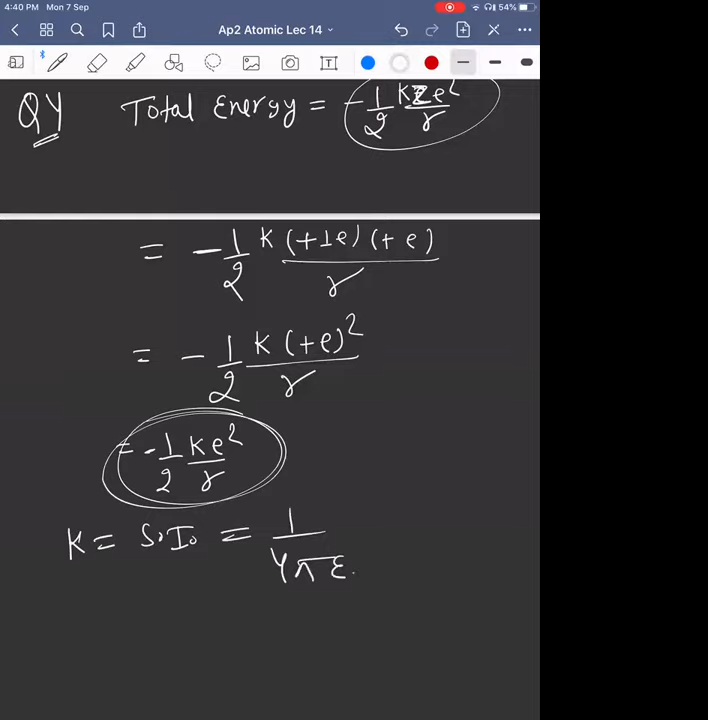 4:40 PM Mon 7 Sep 54%
Ap2 Atomic Lec 14
T
Q4 Total Energy = -1/2 KZe²/r
= -1/2 K(+1e)(+e)/r
= -1/2 K(+e)²/r
= -1/2 Ke²/r
K = S.I. = 1/4πε.